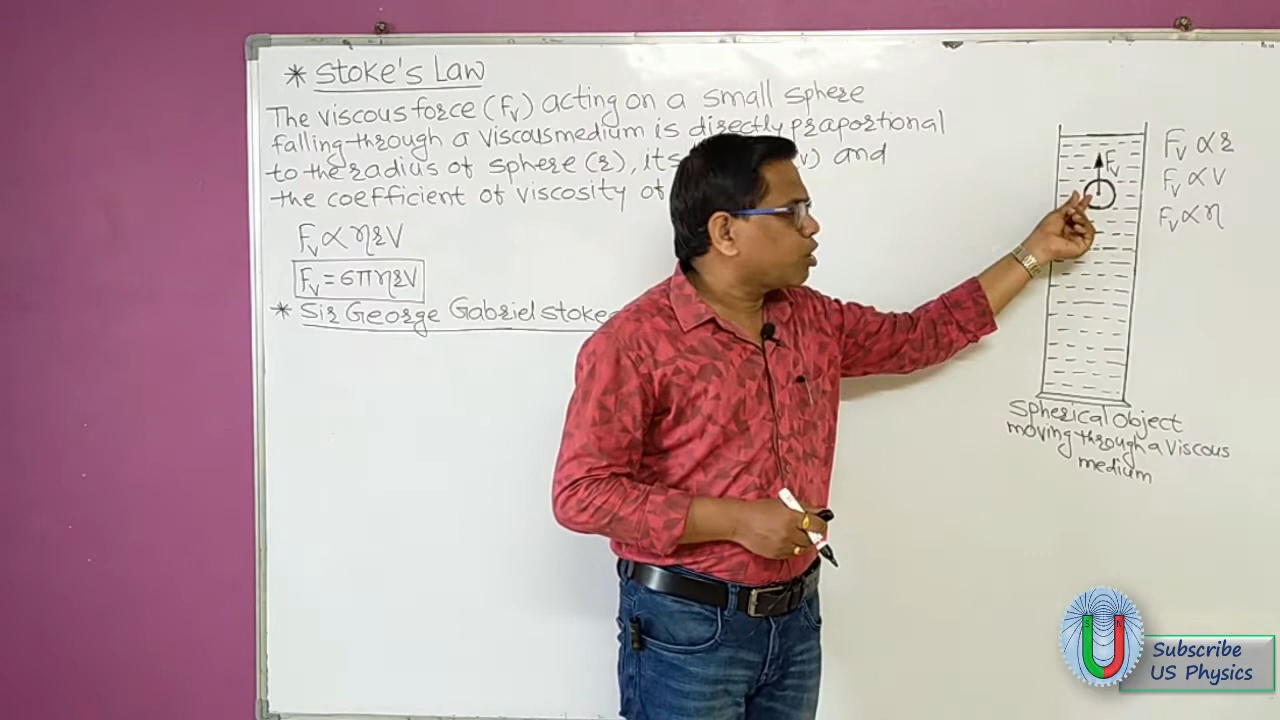 * Stoke's Law
The viscous force (Fv) acting on a small sphere
falling through a viscous medium is directly praportional
to the radius of sphere (r), its v) and
the coefficient of viscosity of
Fv ∝ ηrV
Fv = 6πηrV
* Sir George Gabriel Stoke
Fv
Fv ∝ r
Fv ∝ V
Fv ∝ η
Spherical Object
moving through a Viscous
medium
S N
Subscribe
US Physics